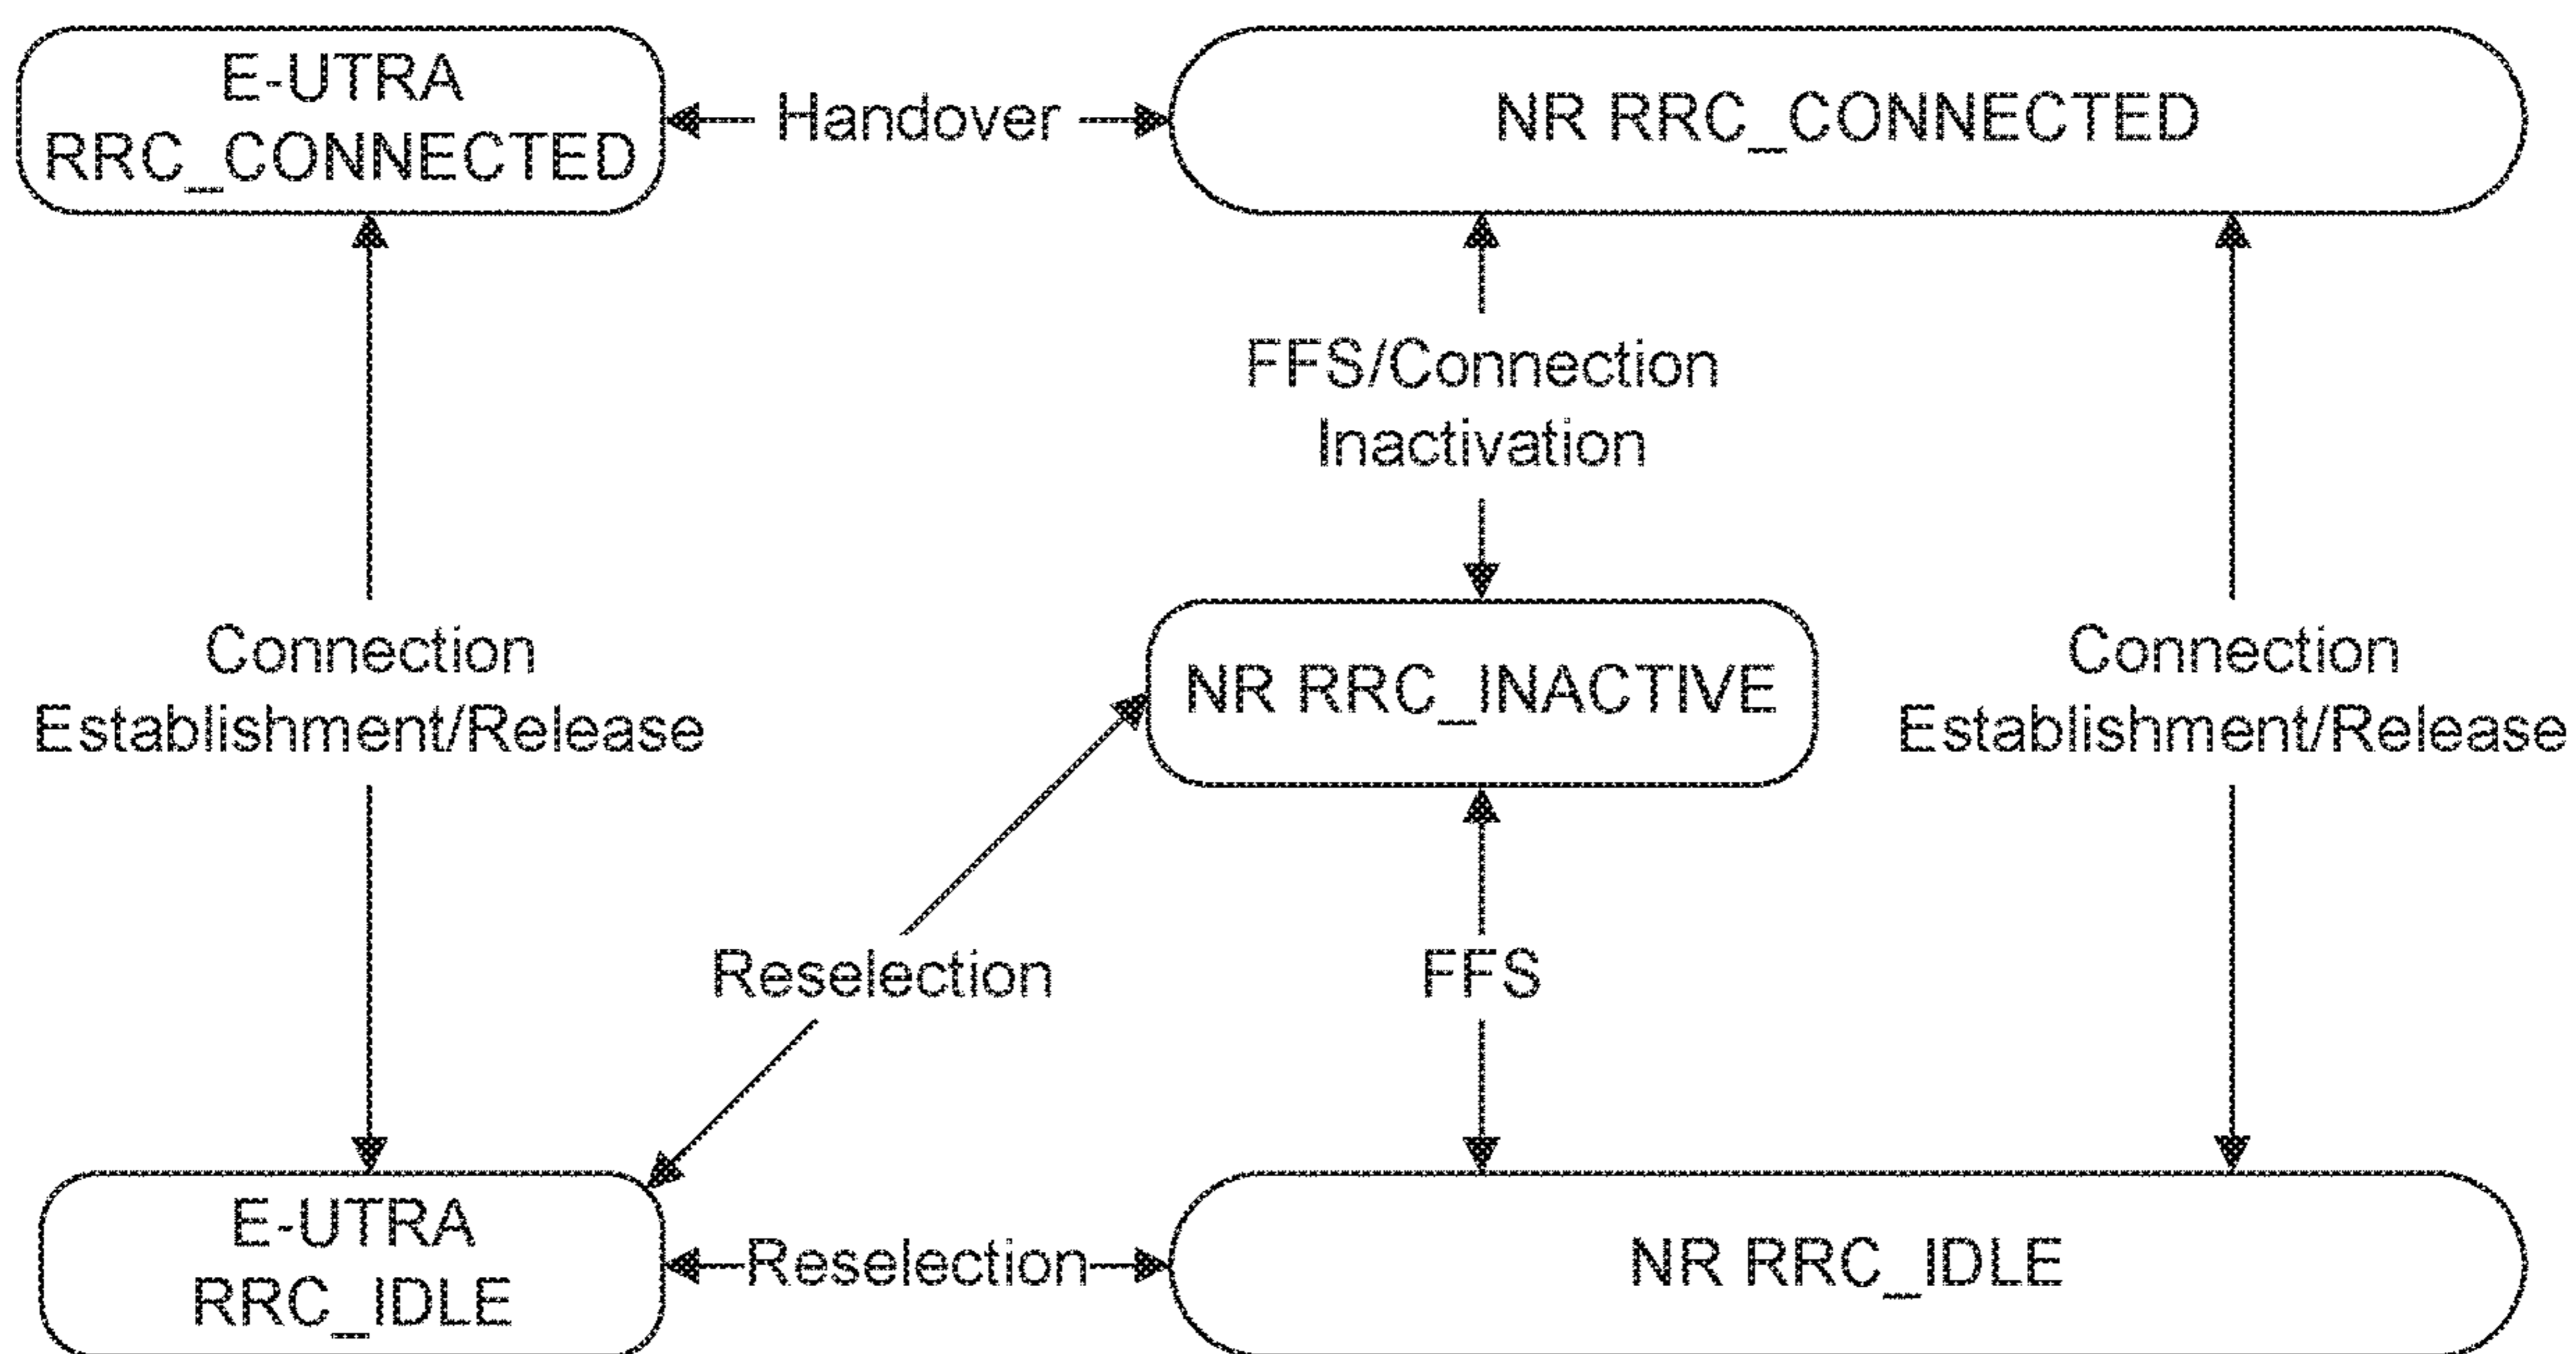 E-UTRA
RRC_CONNECTED
Handover
NR RRC_CONNECTED
FFS/Connection
Inactivation
Connection
Establishment/Release
NR RRC_INACTIVE
Connection
Establishment/Release
Reselection
FFS
E-UTRA
RRC_IDLE
Reselection
NR RRC_IDLE